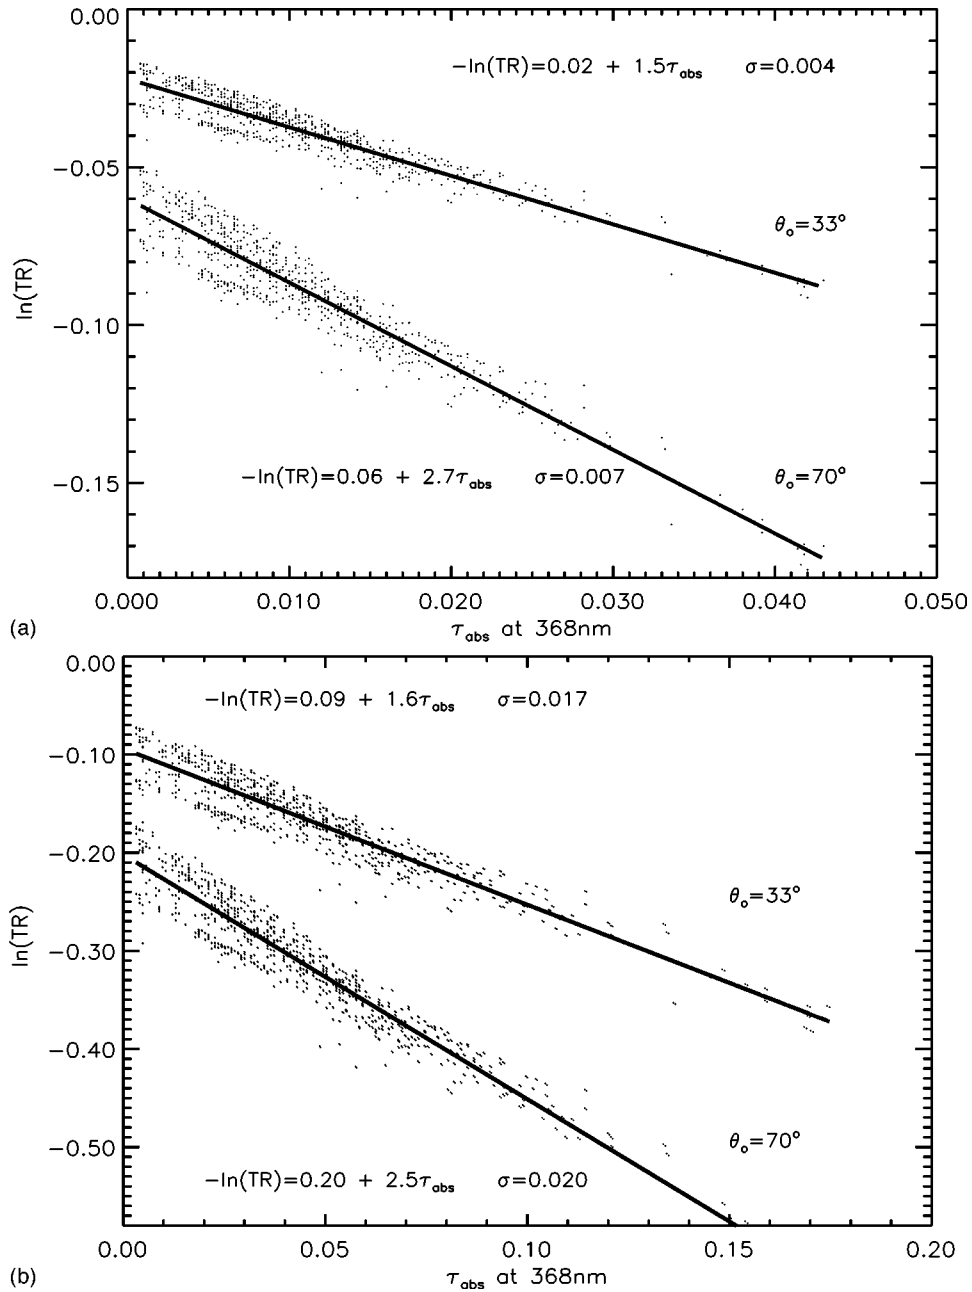 0.00
−ln(TR)=0.02 + 1.5τabs σ=0.004
−0.05
θo=33°
ln(TR)
−0.10
−ln(TR)=0.06 + 2.7τabs σ=0.007
θo=70°
−0.15
0.000 0.010 0.020 0.030 0.040 0.050
(a)
τabs at 368nm
0.00
−ln(TR)=0.09 + 1.6τabs σ=0.017
−0.10
−0.20
θo=33°
ln(TR)
−0.30
−0.40
−0.50
θo=70°
−ln(TR)=0.20 + 2.5τabs σ=0.020
0.00 0.05 0.10 0.15 0.20
(b)
τabs at 368nm